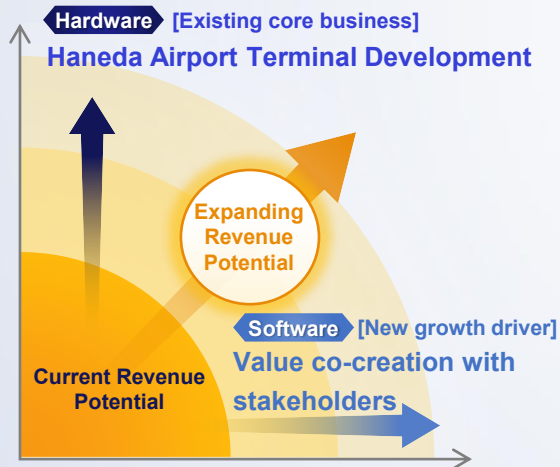 Hardware [Existing core business]
Haneda Airport Terminal Development
Expanding
Revenue
Potential
Software [New growth driver]
Value co-creation with
stakeholders
Current Revenue
Potential